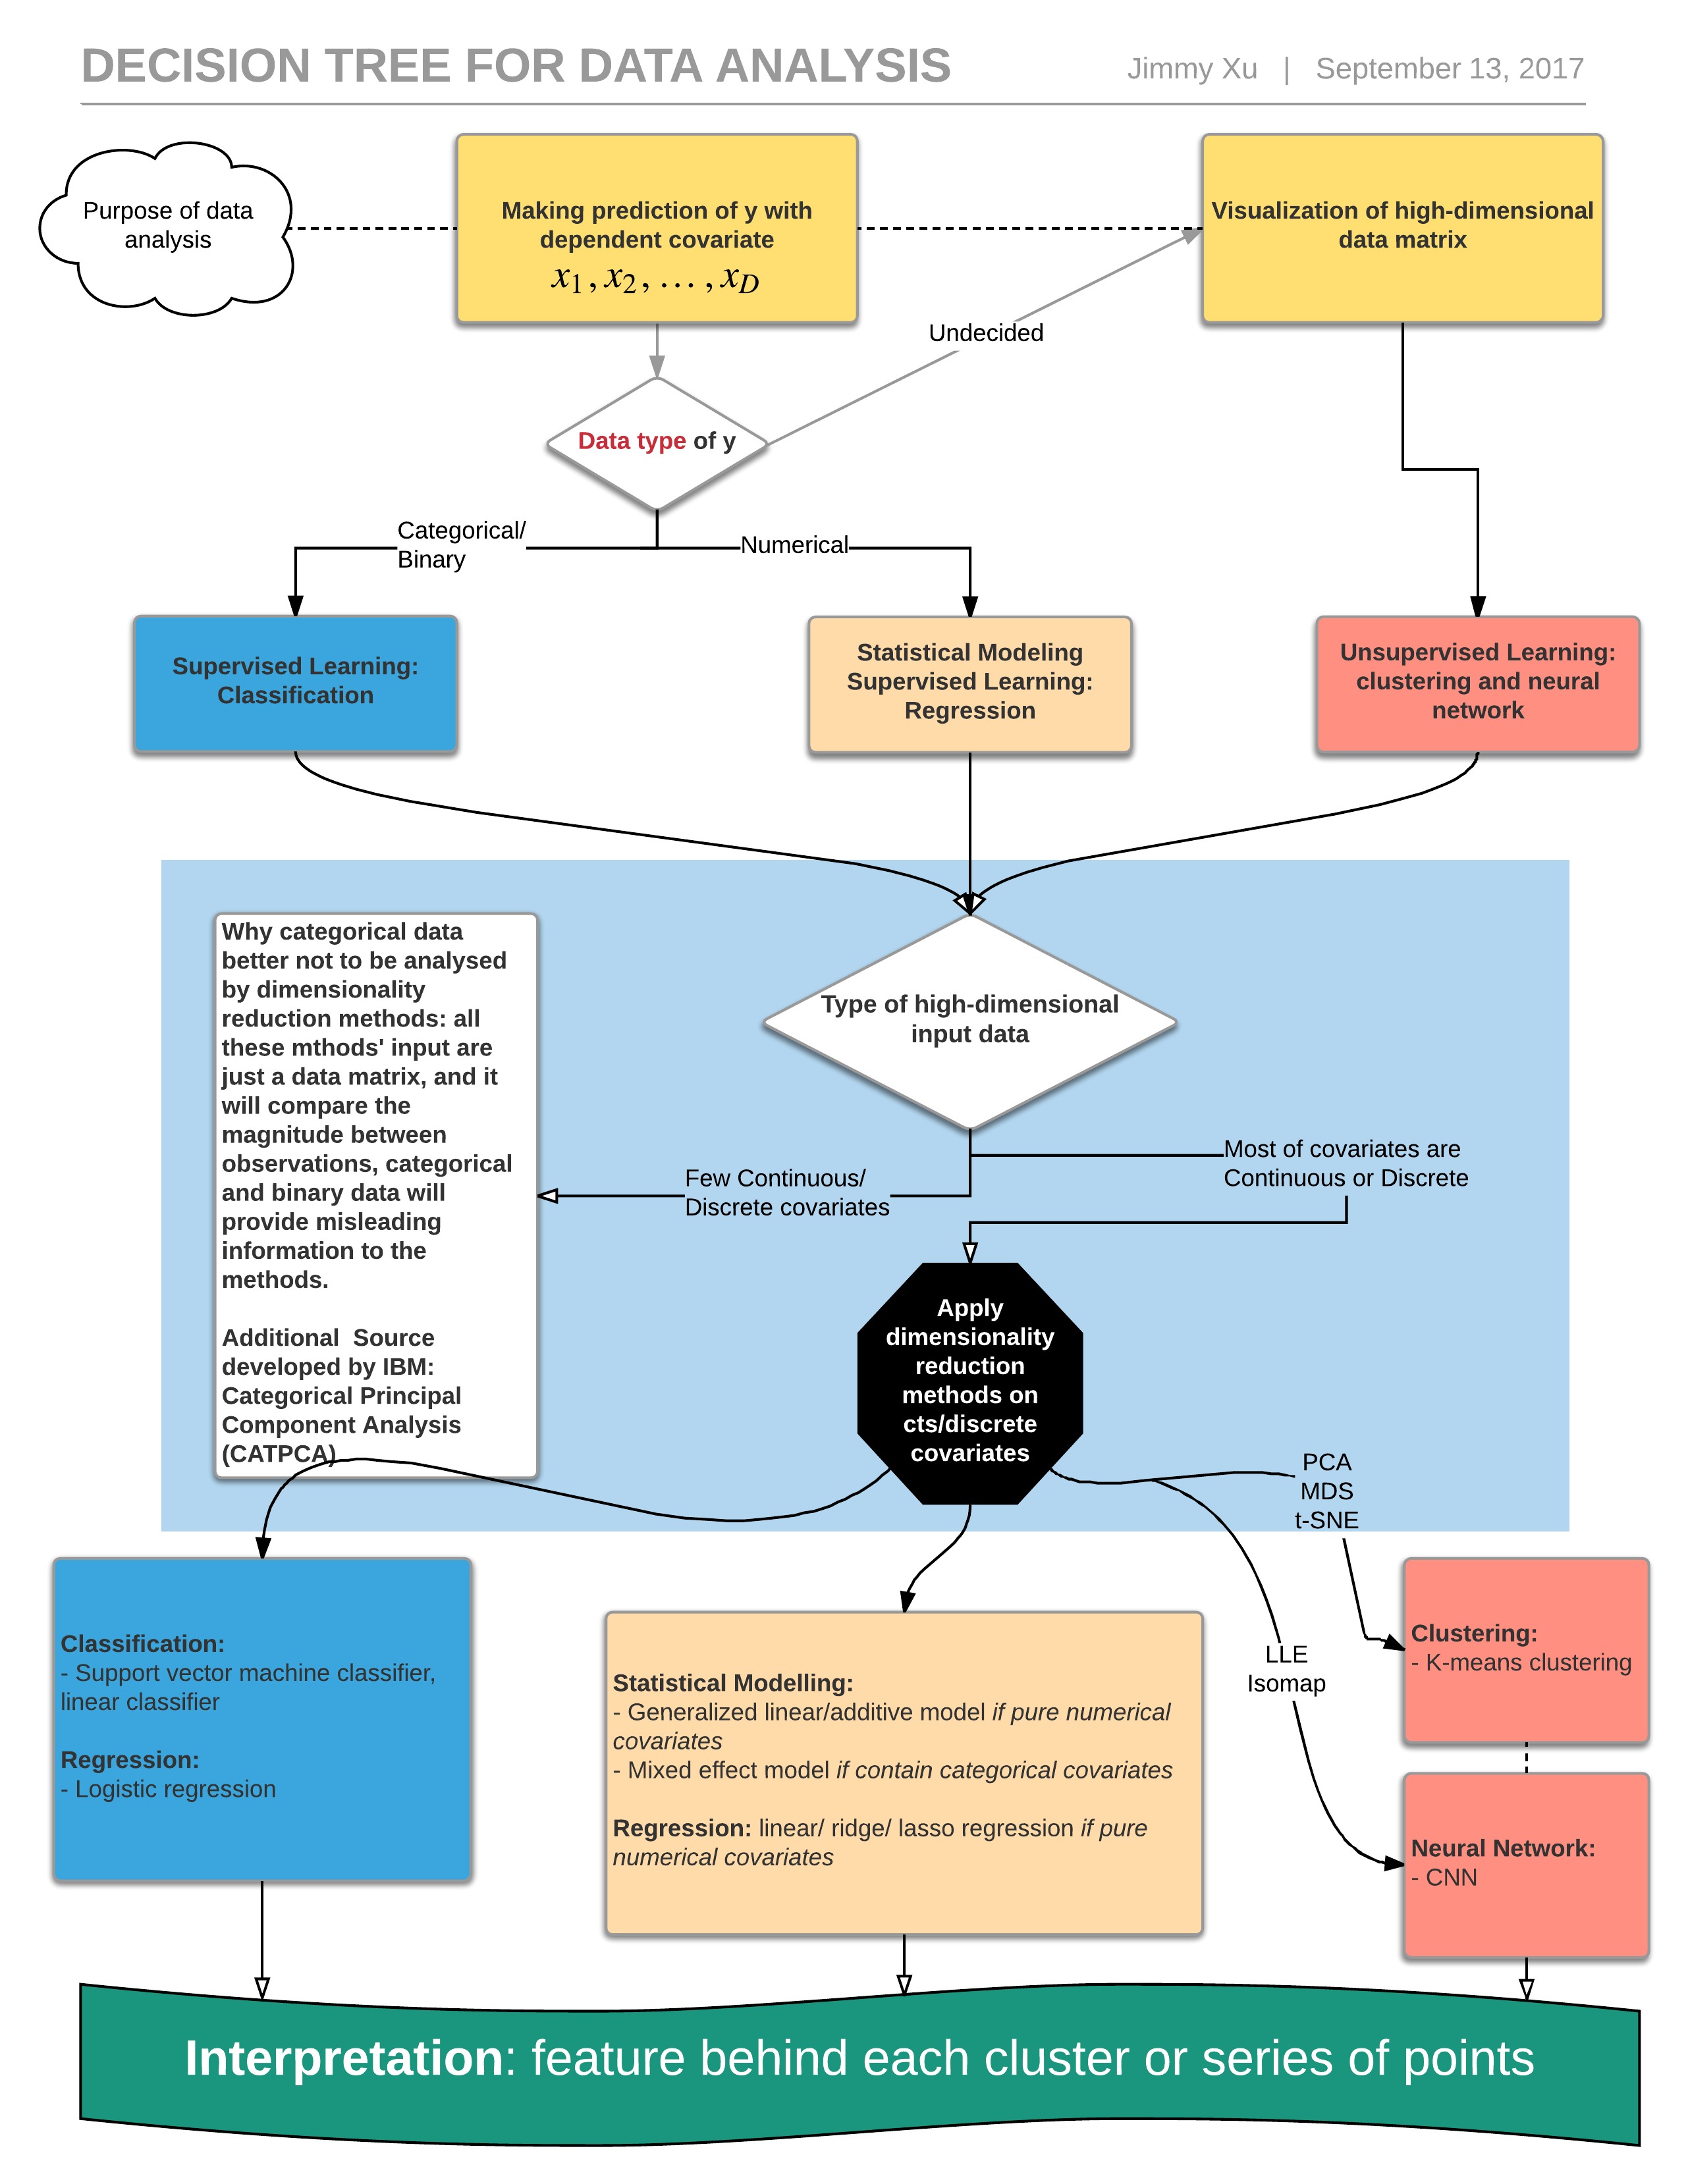 DECISION TREE FOR DATA ANALYSIS
Jimmy Xu | September 13, 2017
Purpose of data
analysis
Making prediction of y with
dependent covariate
x1, x2, ..., xD
Visualization of high-dimensional
data matrix
Undecided
Data type of y
Categorical/
Binary
Numerical
Supervised Learning:
Classification
Statistical Modeling
Supervised Learning:
Regression
Unsupervised Learning:
clustering and neural
network
Why categorical data
better not to be analysed
by dimensionality
reduction methods: all
these mthods' input are
just a data matrix, and it
will compare the
magnitude between
observations, categorical
and binary data will
provide misleading
information to the
methods.
Additional Source
developed by IBM:
Categorical Principal
Component Analysis
(CATPCA)
Type of high-dimensional
input data
Few Continuous/
Discrete covariates
Most of covariates are
Continuous or Discrete
Apply
dimensionality
reduction
methods on
cts/discrete
covariates
PCA
MDS
t-SNE
LLE
Isomap
Classification:
- Support vector machine classifier,
linear classifier
Regression:
- Logistic regression
Statistical Modelling:
- Generalized linear/additive model if pure numerical
covariates
- Mixed effect model if contain categorical covariates
Regression: linear/ ridge/ lasso regression if pure
numerical covariates
Clustering:
- K-means clustering
Neural Network:
- CNN
Interpretation: feature behind each cluster or series of points